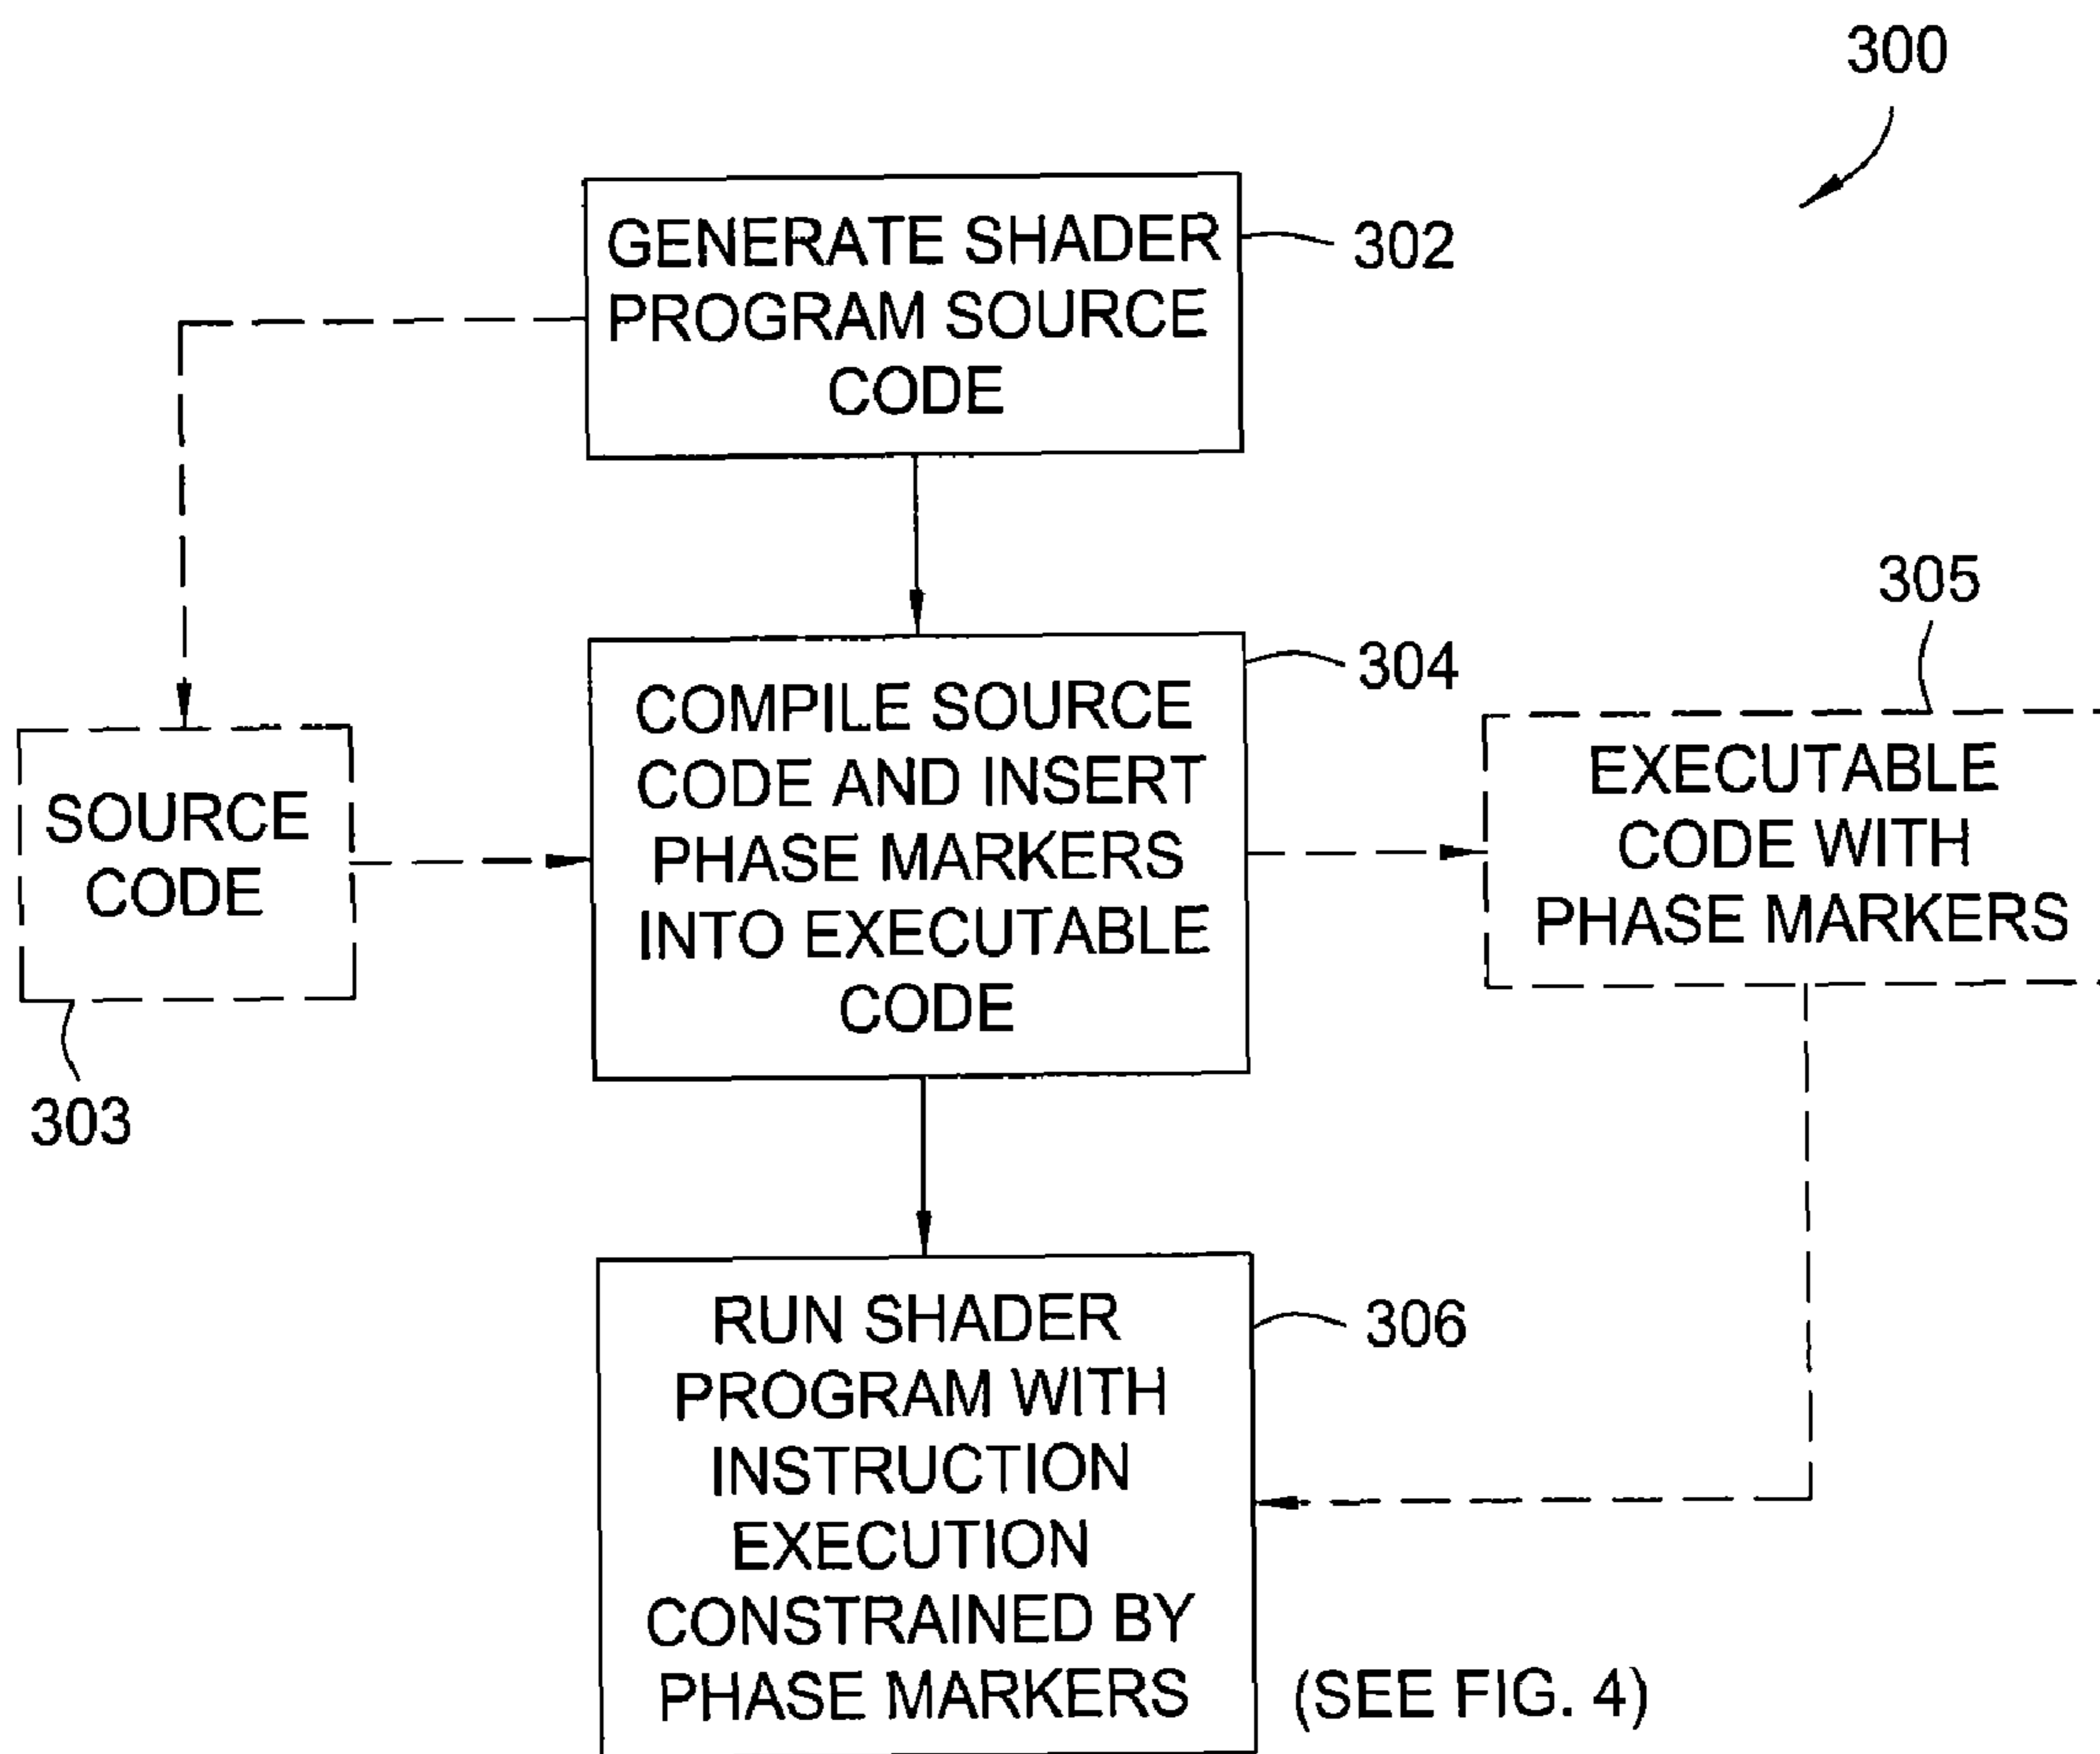 300
GENERATE SHADER
PROGRAM SOURCE
CODE
302
305
304
COMPILE SOURCE
CODE AND INSERT
PHASE MARKERS
INTO EXECUTABLE
CODE
EXECUTABLE
CODE WITH
PHASE MARKERS
SOURCE
CODE
303
306
RUN SHADER
PROGRAM WITH
INSTRUCTION
EXECUTION
CONSTRAINED BY
PHASE MARKERS
(SEE FIG. 4)